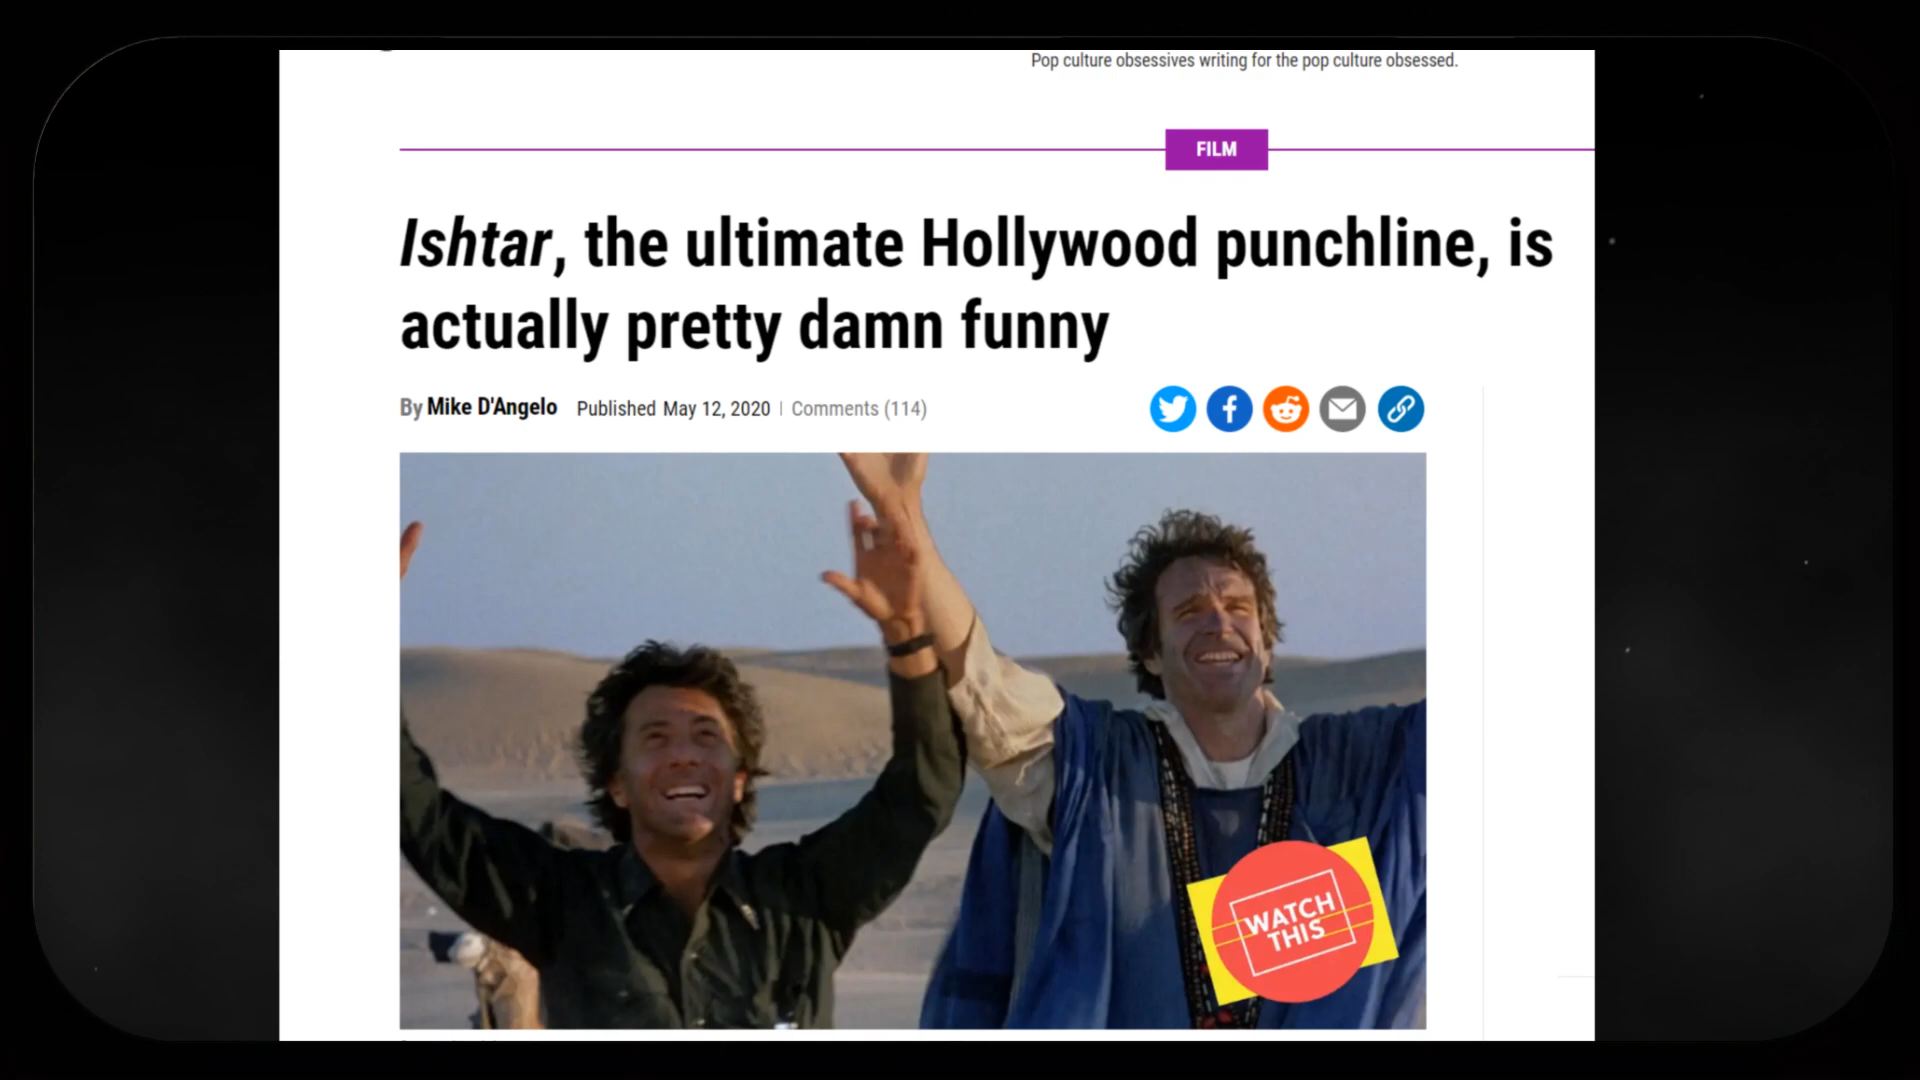 Pop culture obsessives writing for the pop culture obsessed.
FILM
Ishtar, the ultimate Hollywood punchline, is
actually pretty damn funny
By Mike D'Angelo Published May 12, 2020 | Comments (114)
WATCH
THIS